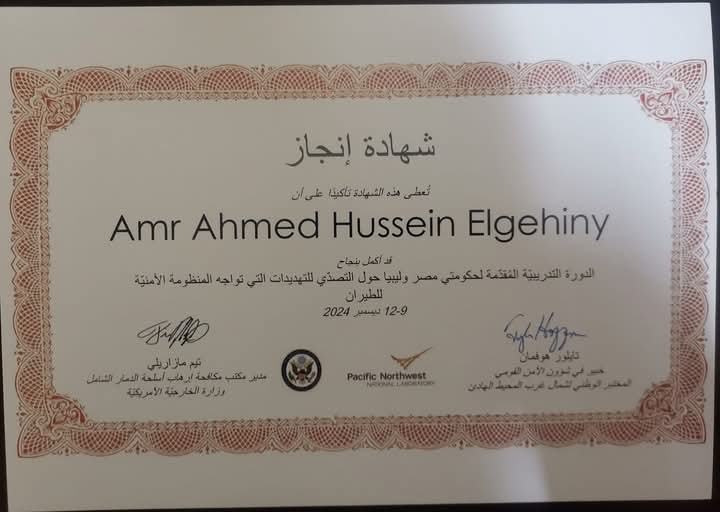 شهادة إنجاز
تُعطى هذه الشهادة تأكيدًا على أن
Amr Ahmed Hussein Elgehiny
قد أكمل بنجاح
الدورة التدريبيّة المُقدّمة لحكومتي مصر وليبيا حول التصدّي للتهديدات التي تواجه المنظومة الأمنيّة
للطيران
9-12 ديسمبر 2024
تايلور هوفمان
خبير في شؤون الأمن القومي
المختبر الوطني لشمال غرب المحيط الهادئ
Pacific Northwest
NATIONAL LABORATORY
تيم مازاريلي
مدير مكتب مكافحة إرهاب أسلحة الدمار الشامل
وزارة الخارجيّة الأمريكيّة